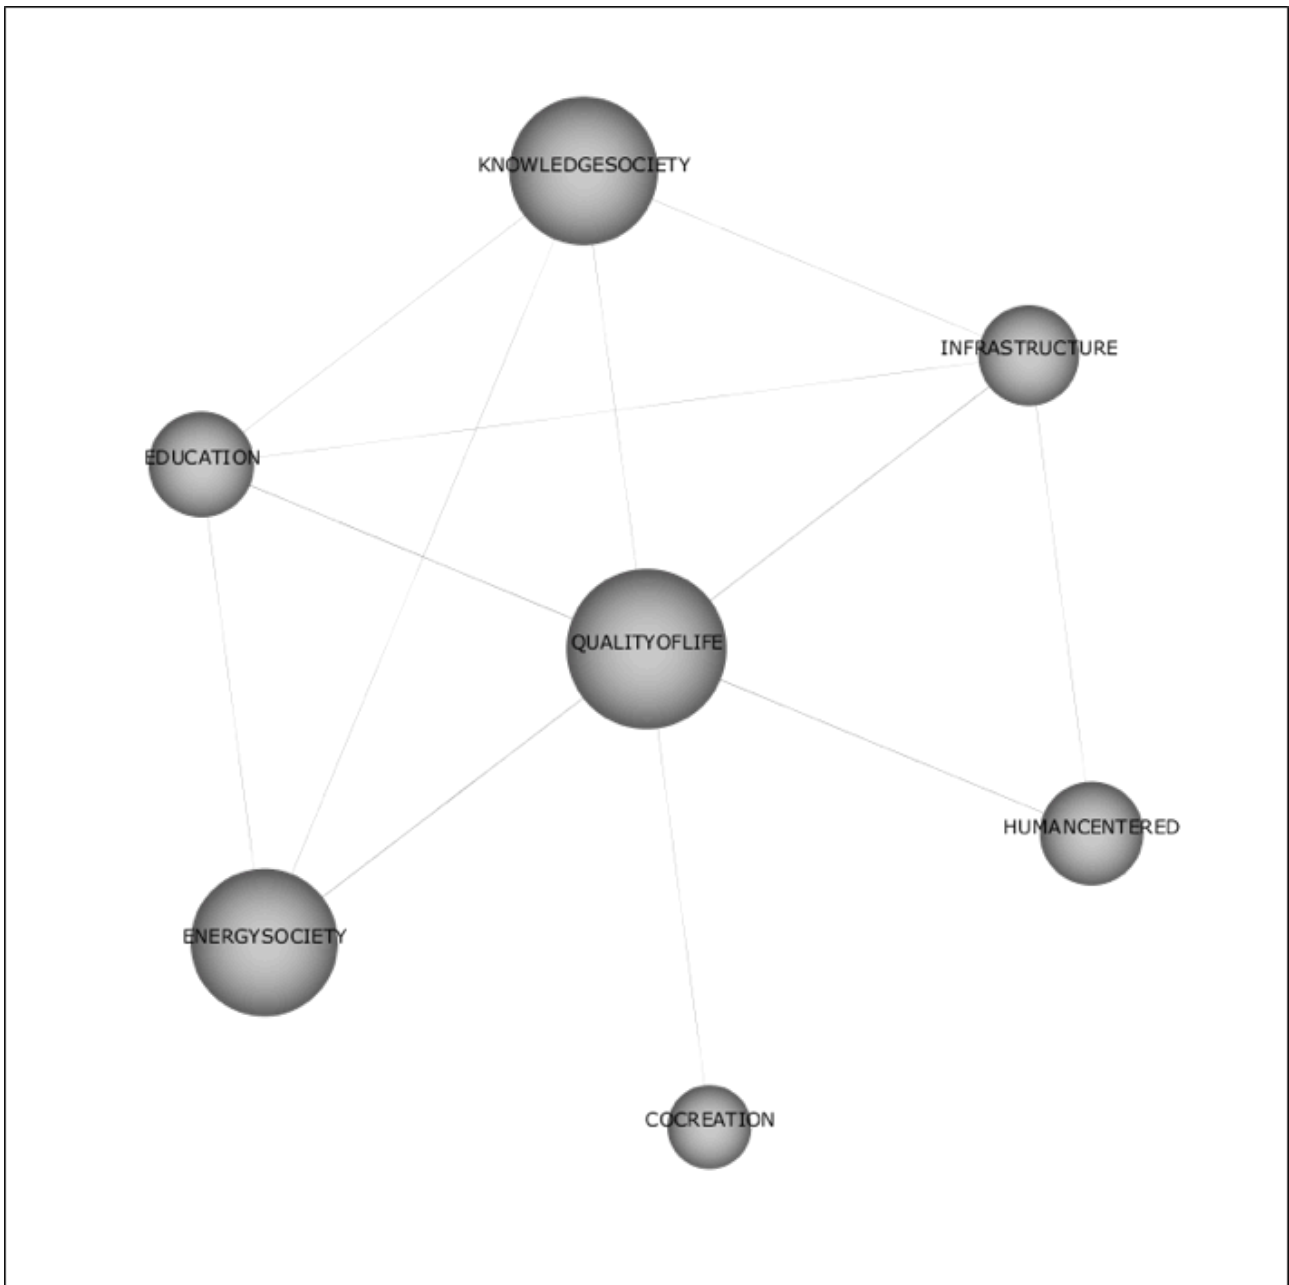 KNOWLEDGESOCIETY
INFRASTRUCTURE
EDUCATION
QUALITYOFLIFE
HUMANCENTERED
ENERGYSOCIETY
COCREATION